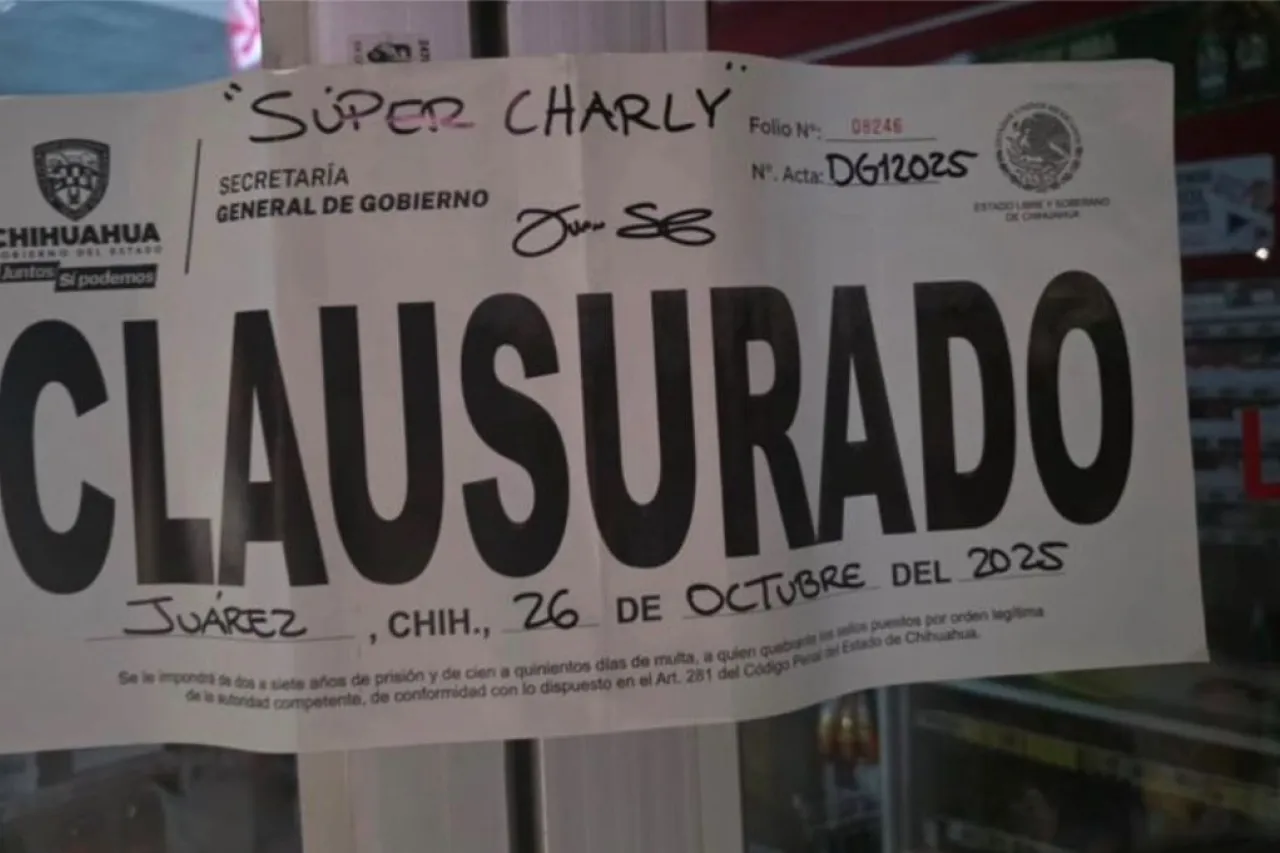 "SÚPER CHARLY"
Folio N°: 08246
N°. Acta: DG12025
SECRETARÍA
GENERAL DE GOBIERNO
CHIHUAHUA
GOBIERNO DEL ESTADO
Juntos Sí podemos
ESTADO LIBRE Y SOBERANO
DE CHIHUAHUA
CLAUSURADO
JUÁREZ, CHIH., 26 DE OCTUBRE DEL 2025
Se le impondrá de dos a siete años de prisión y de cien a quinientos días de multa, a quien quebrante los sellos puestos por orden legítima
de la autoridad competente, de conformidad con lo dispuesto en el Art. 281 del Código Penal del Estado de Chihuahua.